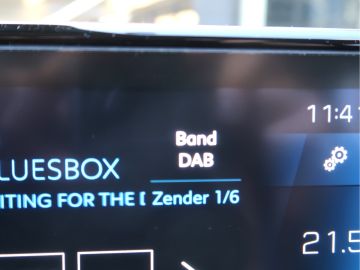 Band
11:41
LUESBOX
DAB
ITING FOR THE
Zender 1/6
21.5